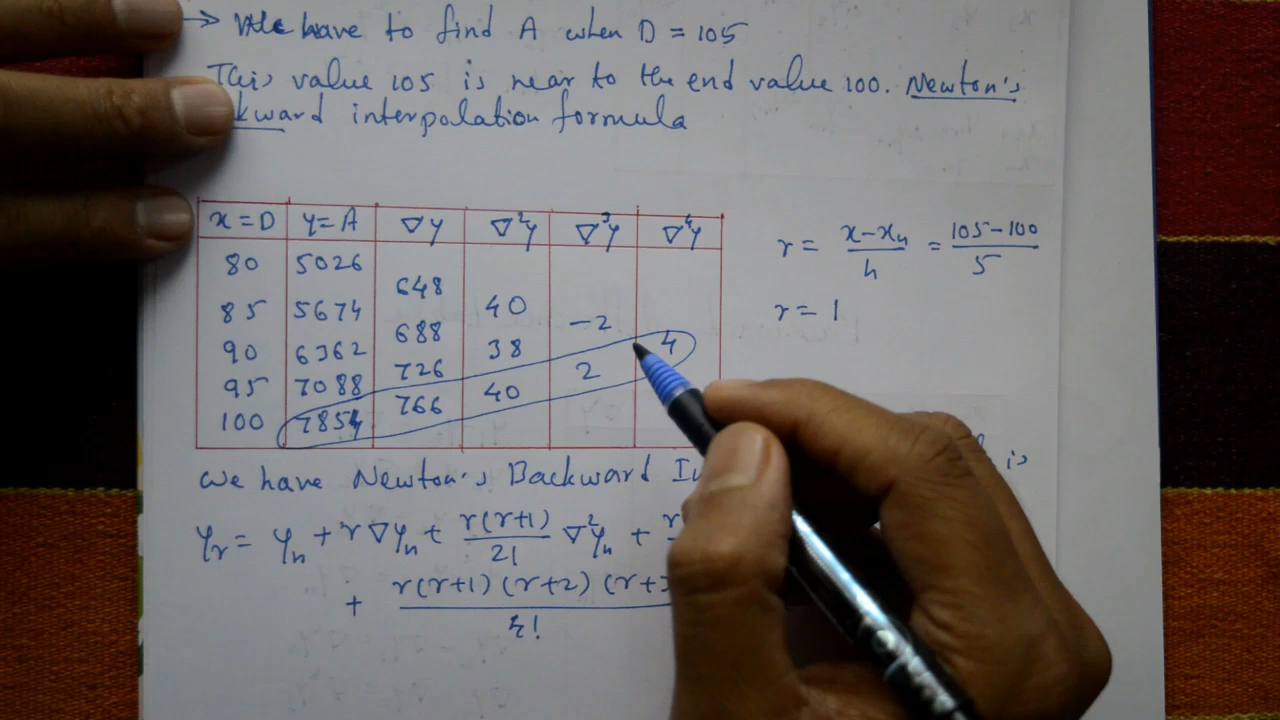 → We have to find A when D = 105
This value 105 is near to the end value 100. Newton's
kward interpolation formula
x=D y=A ∇y ∇²y ∇³y ∇⁴y
80 5026
648
85 5674 40
688 -2
90 6362 38 4
726 2
95 7088 40
766
100 7854
r = x-xₙ/h = 105-100/5
r = 1
We have Newton's Backward is
yᵣ = yₙ + r∇yₙ + r(r+1)/2! ∇²yₙ +
+ r(r+1)(r+2)(r+ /4!